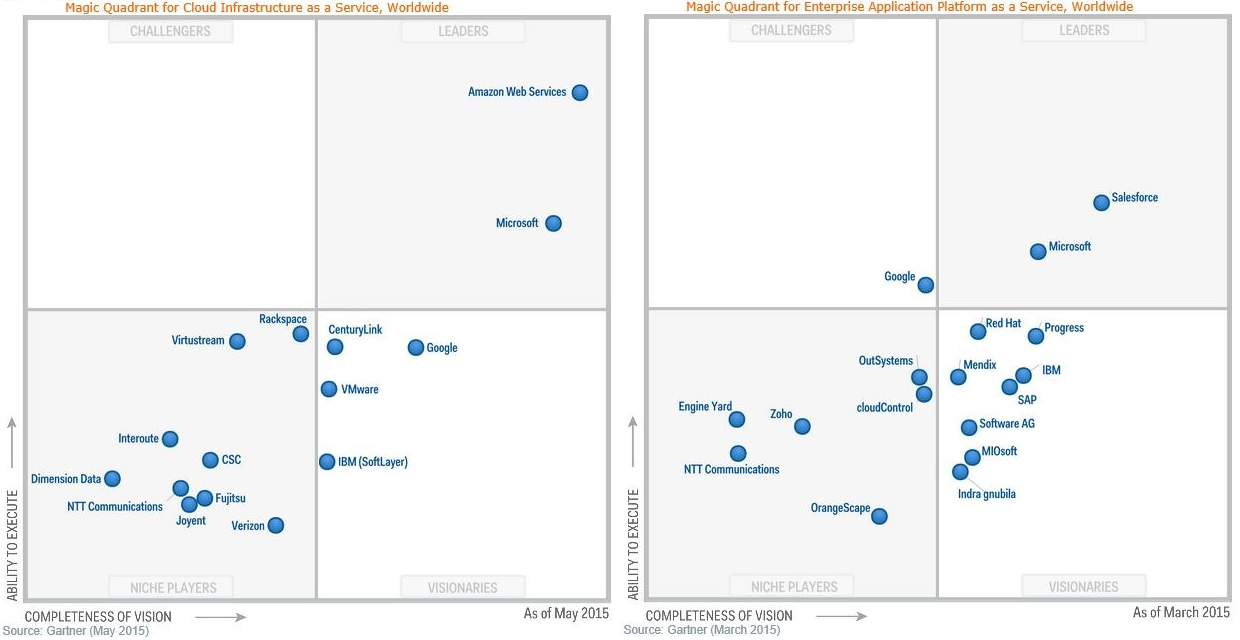 Magic Quadrant for Cloud Infrastructure as a Service, Worldwide
CHALLENGERS
LEADERS
Amazon Web Services
Microsoft
Rackspace
Virtustream
CenturyLink
Google
VMware
Interoute
CSC
IBM (SoftLayer)
Dimension Data
NTT Communications
Fujitsu
Joyent
Verizon
NICHE PLAYERS
VISIONARIES
ABILITY TO EXECUTE
COMPLETENESS OF VISION
As of May 2015
Source: Gartner (May 2015)
Magic Quadrant for Enterprise Application Platform as a Service, Worldwide
CHALLENGERS
LEADERS
Salesforce
Microsoft
Google
Red Hat
Progress
OutSystems
Mendix
IBM
SAP
cloudControl
Engine Yard
Zoho
Software AG
MIOsoft
NTT Communications
Indra gnubila
OrangeScape
NICHE PLAYERS
VISIONARIES
ABILITY TO EXECUTE
COMPLETENESS OF VISION
As of March 2015
Source: Gartner (March 2015)